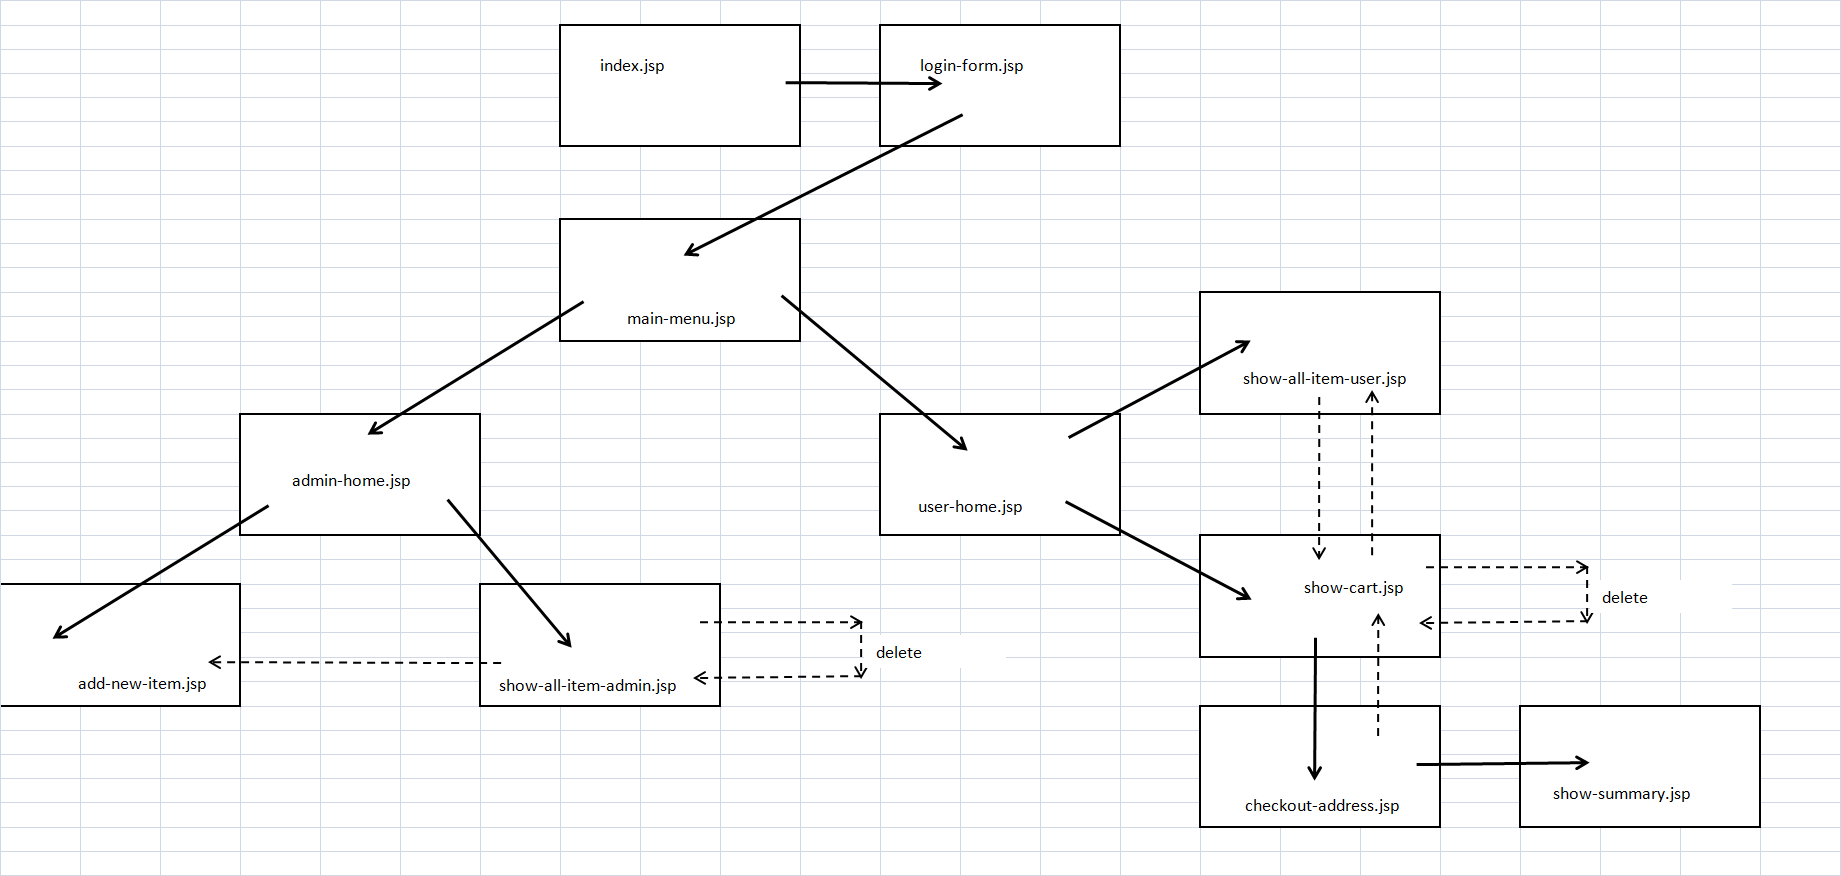 index.jsp
login-form.jsp
main-menu.jsp
show-all-item-user.jsp
admin-home.jsp
user-home.jsp
show-cart.jsp
delete
delete
add-new-item.jsp
show-all-item-admin.jsp
show-summary.jsp
checkout-address.jsp